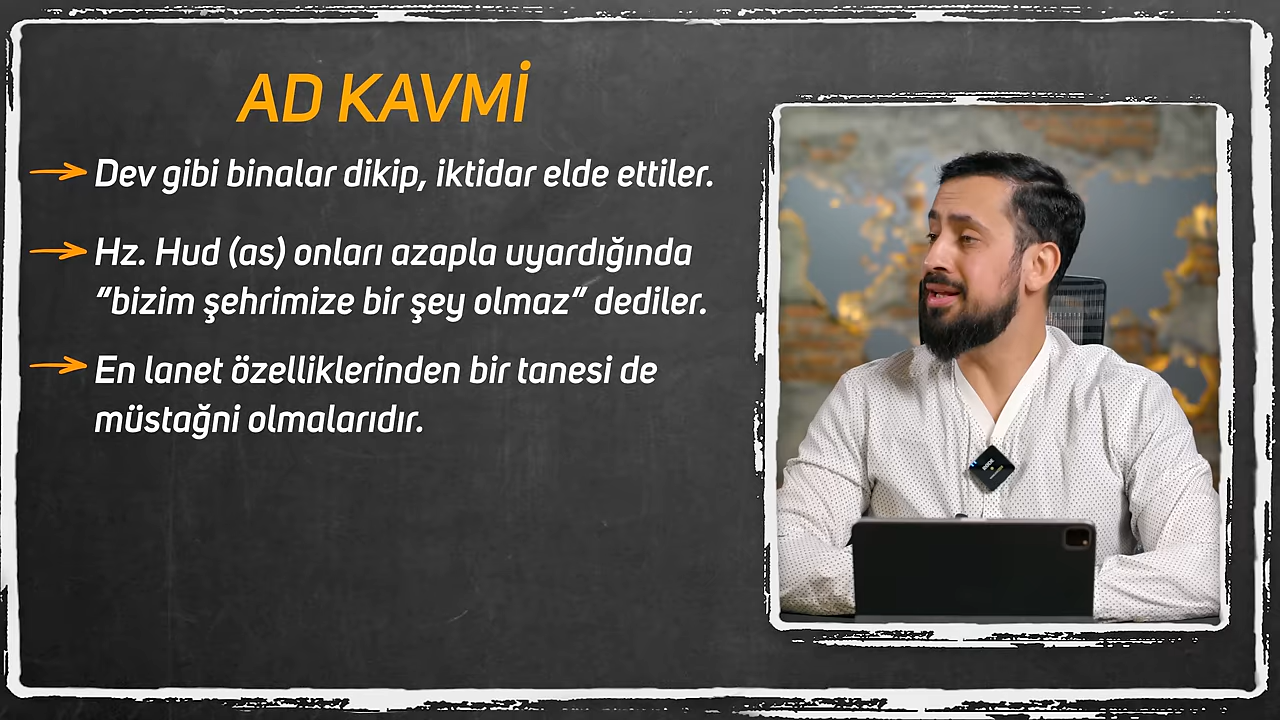 AD KAVMİ
Dev gibi binalar dikip, iktidar elde ettiler.
Hz. Hud (as) onları azapla uyardığında
“bizim şehrimize bir şey olmaz” dediler.
En lanet özelliklerinden bir tanesi de
müstağni olmalarıdır.
RODE